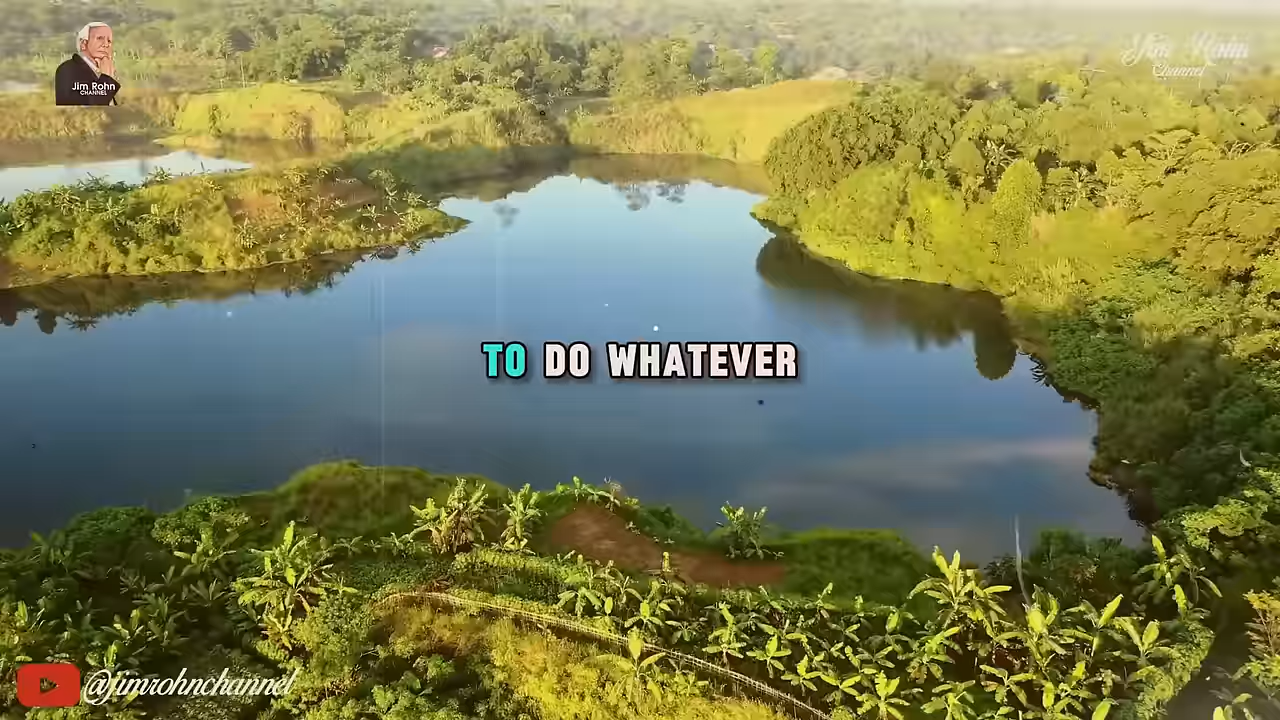 Jim Rohn
CHANNEL
Jim Rohn
Channel
TO DO WHATEVER
@jimrohnchannel